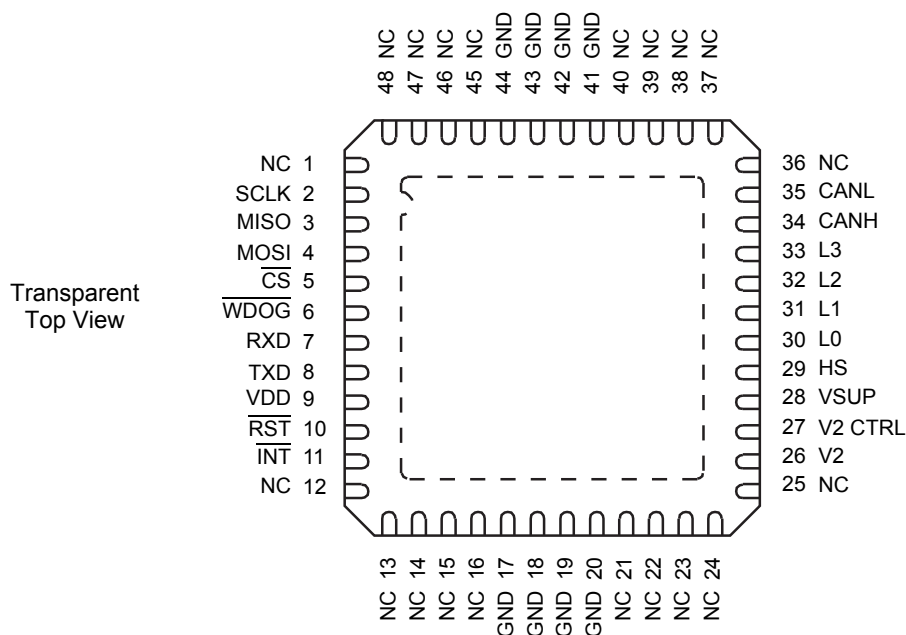 48 NC
47 NC
46 NC
45 NC
44 GND
43 GND
42 GND
41 GND
40 NC
39 NC
38 NC
37 NC
Transparent
Top View
NC 1
SCLK 2
MISO 3
MOSI 4
CS 5
WDOG 6
RXD 7
TXD 8
VDD 9
RST 10
INT 11
NC 12
36 NC
35 CANL
34 CANH
33 L3
32 L2
31 L1
30 L0
29 HS
28 VSUP
27 V2 CTRL
26 V2
25 NC
NC 13
NC 14
NC 15
NC 16
GND 17
GND 18
GND 19
GND 20
NC 21
NC 22
NC 23
NC 24